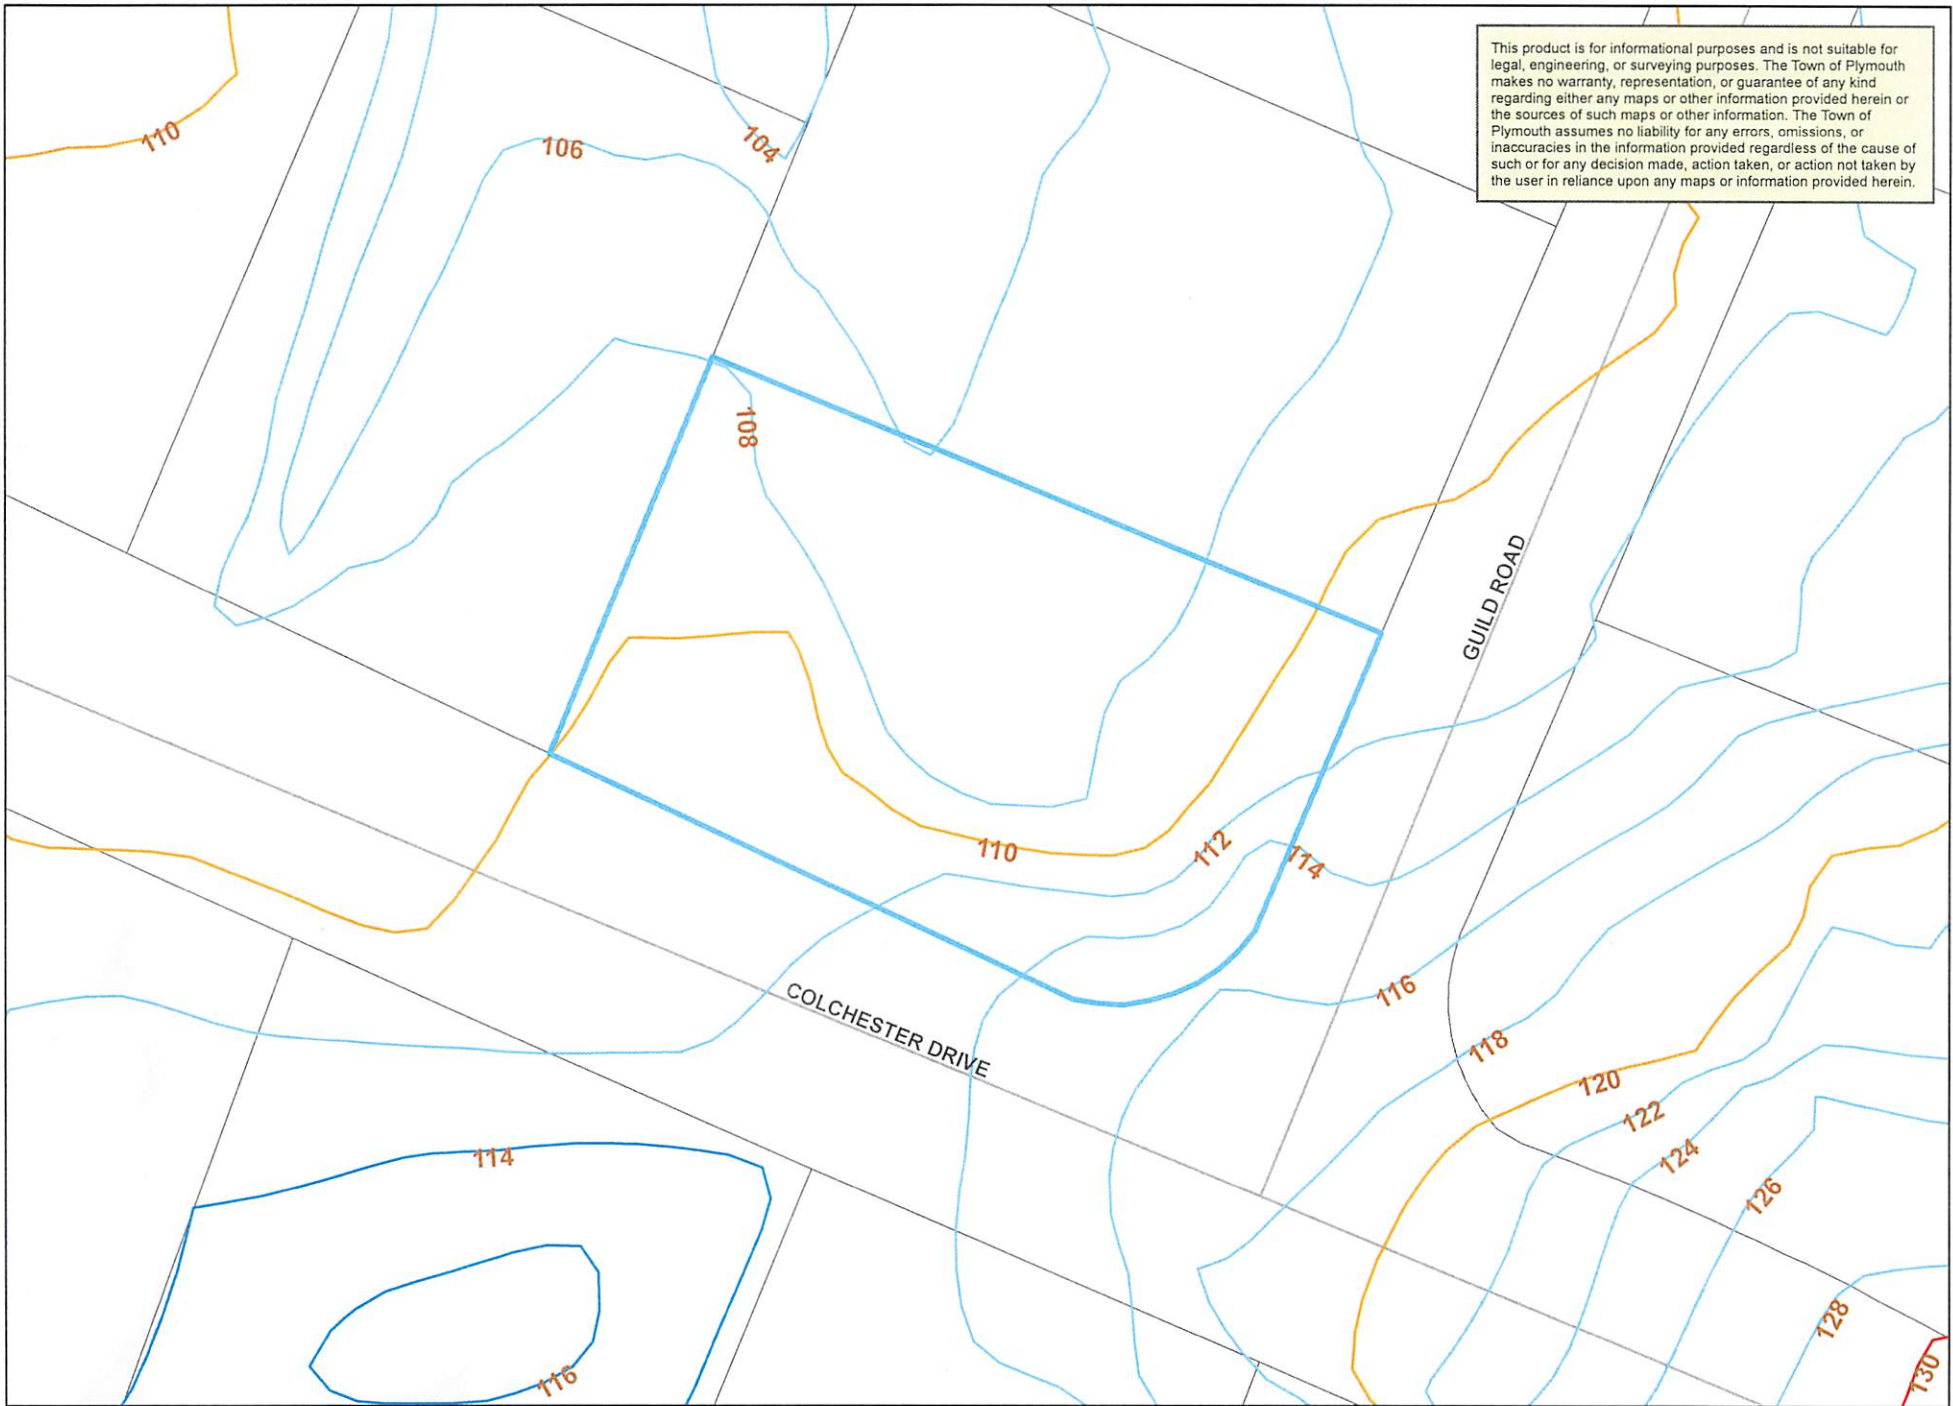 This product is for informational purposes and is not suitable for
legal, engineering, or surveying purposes. The Town of Plymouth
makes no warranty, representation, or guarantee of any kind
regarding either any maps or other information provided herein or
the sources of such maps or other information. The Town of
Plymouth assumes no liability for any errors, omissions, or
inaccuracies in the information provided regardless of the cause of
such or for any decision made, action taken, or action not taken by
the user in reliance upon any maps or information provided herein.
110
106
104
108
GUILD ROAD
110
112
114
COLCHESTER DRIVE
116
118
120
122
114
124
126
128
116
130